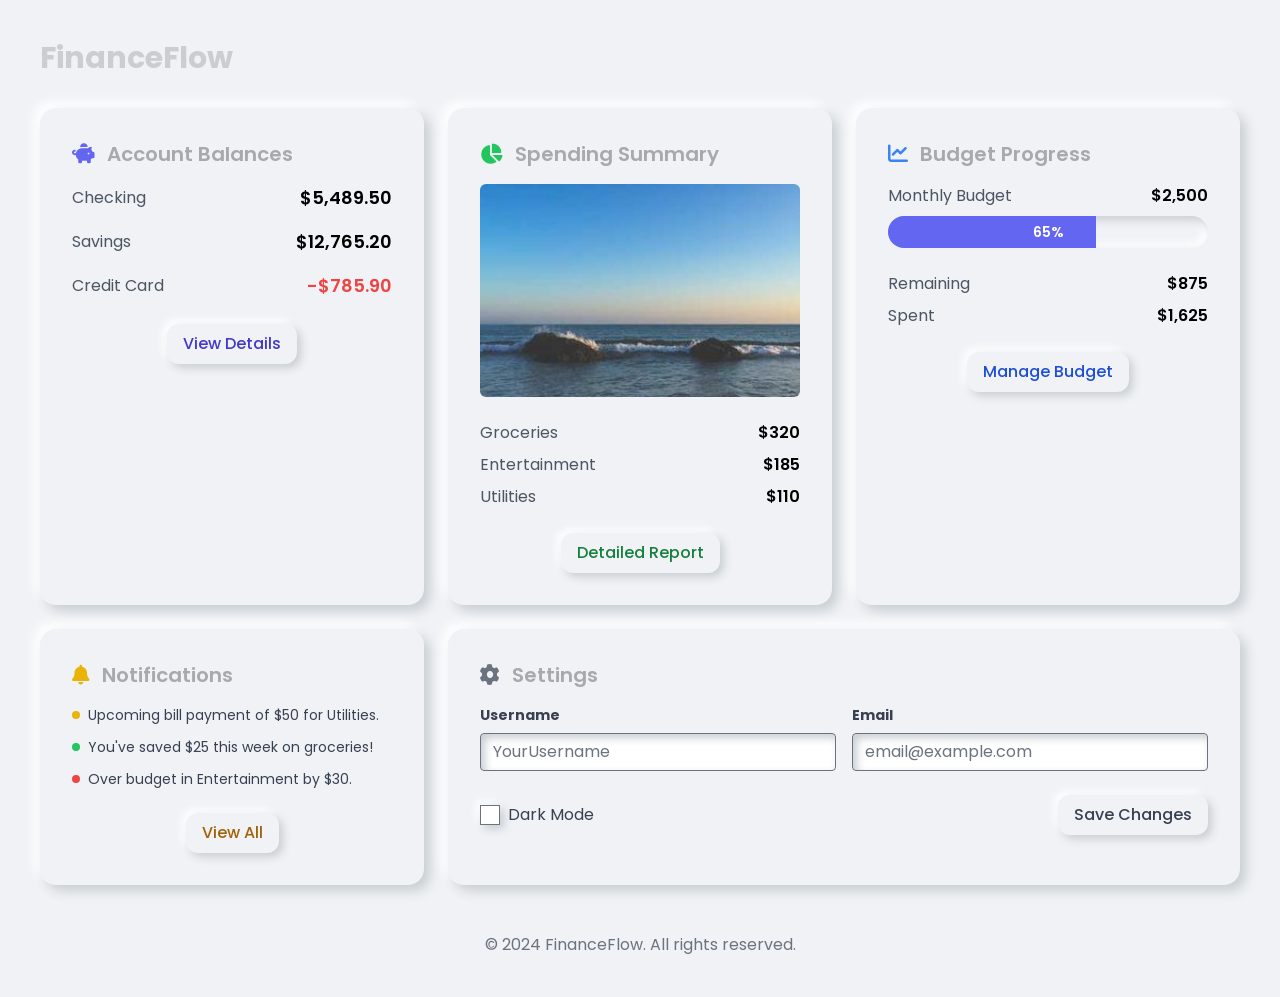 FinanceFlow
Account Balances
Checking $5,489.50
Savings $12,765.20
Credit Card -$785.90
View Details
Spending Summary
Groceries $320
Entertainment $185
Utilities $110
Detailed Report
Budget Progress
Monthly Budget $2,500
65%
Remaining $875
Spent $1,625
Manage Budget
Notifications
Upcoming bill payment of $50 for Utilities.
You've saved $25 this week on groceries!
Over budget in Entertainment by $30.
View All
Settings
Username Email
YourUsername email@example.com
Dark Mode Save Changes
© 2024 FinanceFlow. All rights reserved.